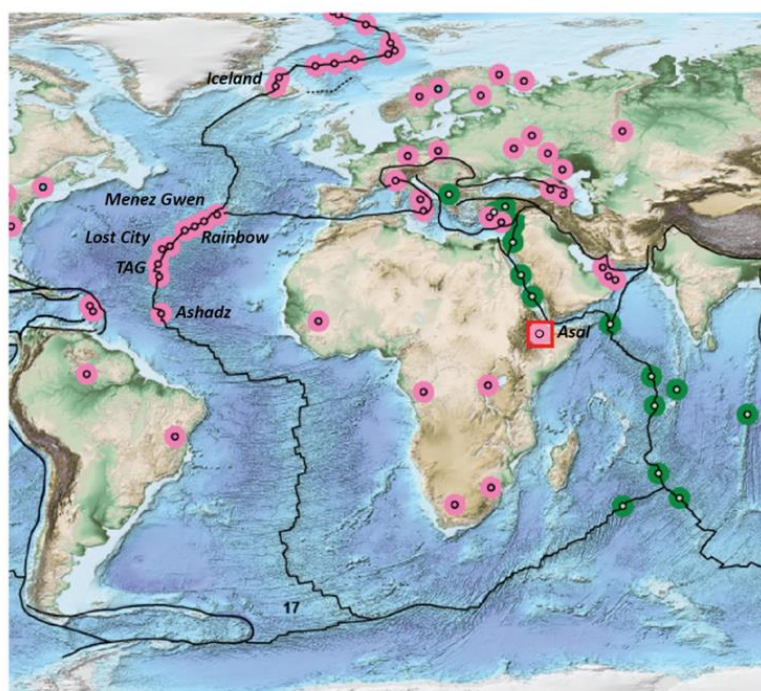 Iceland
Menez Gwen
Lost City
Rainbow
TAG
Ashadz
Asal
17